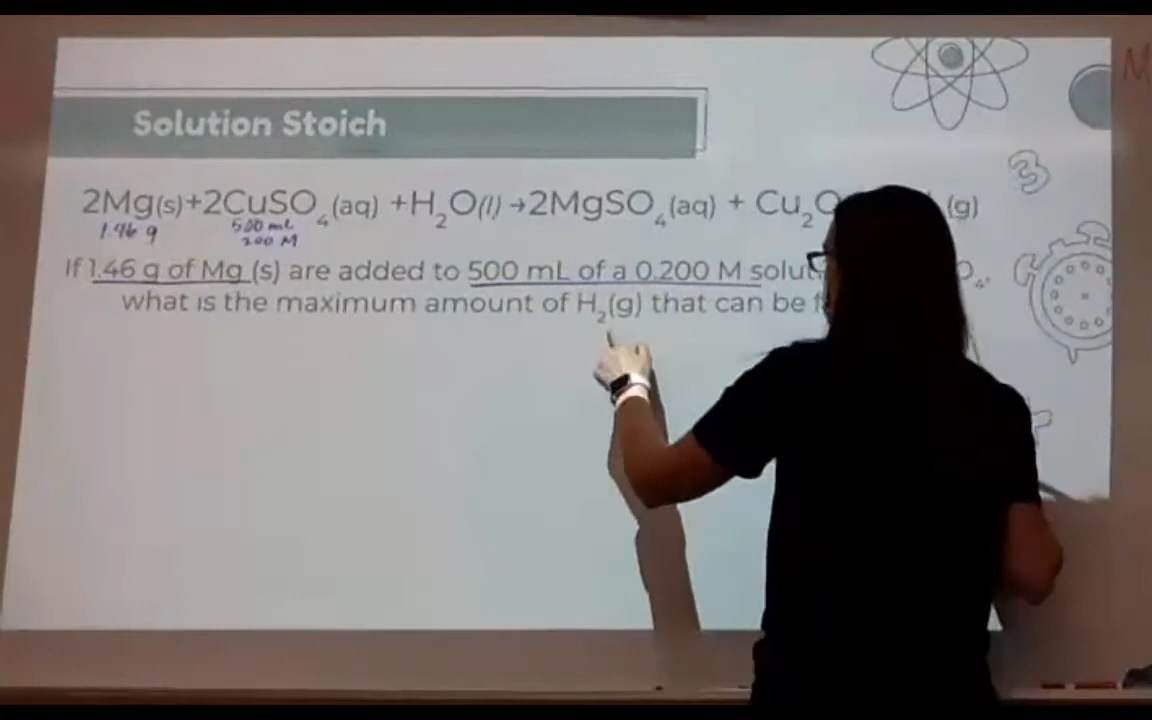 Solution Stoich
2Mg(s)+2CuSO₄(aq) +H₂O(l) →2MgSO₄(aq) + Cu₂O (g)
1.46 g 500 mL
.200 M
If 1.46 g of Mg (s) are added to 500 mL of a 0.200 M
what is the maximum amount of H₂(g) that can be
3
M